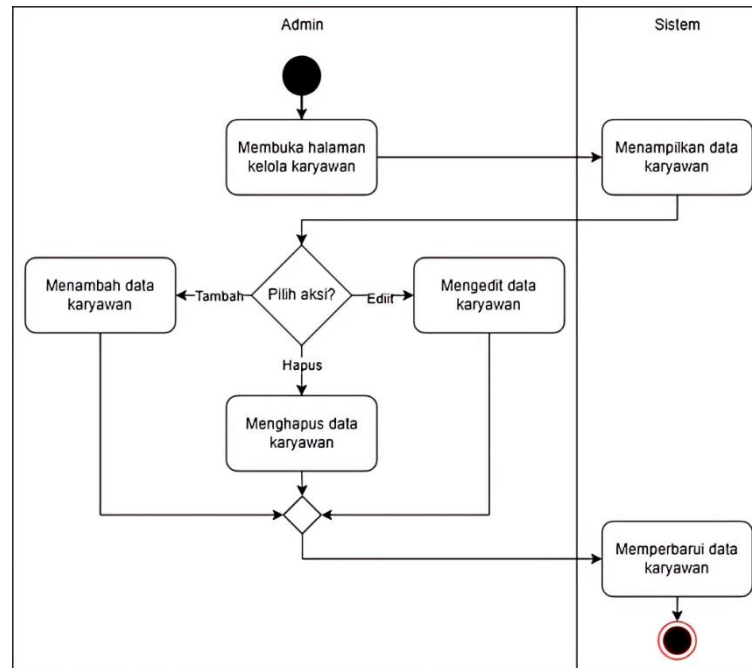 Admin
Sistem
Membuka halaman
kelola karyawan
Menampilkan data
karyawan
Menambah data
karyawan
Tambah
Pilih aksi?
Ediit
Mengedit data
karyawan
Hapus
Menghapus data
karyawan
Memperbarui data
karyawan